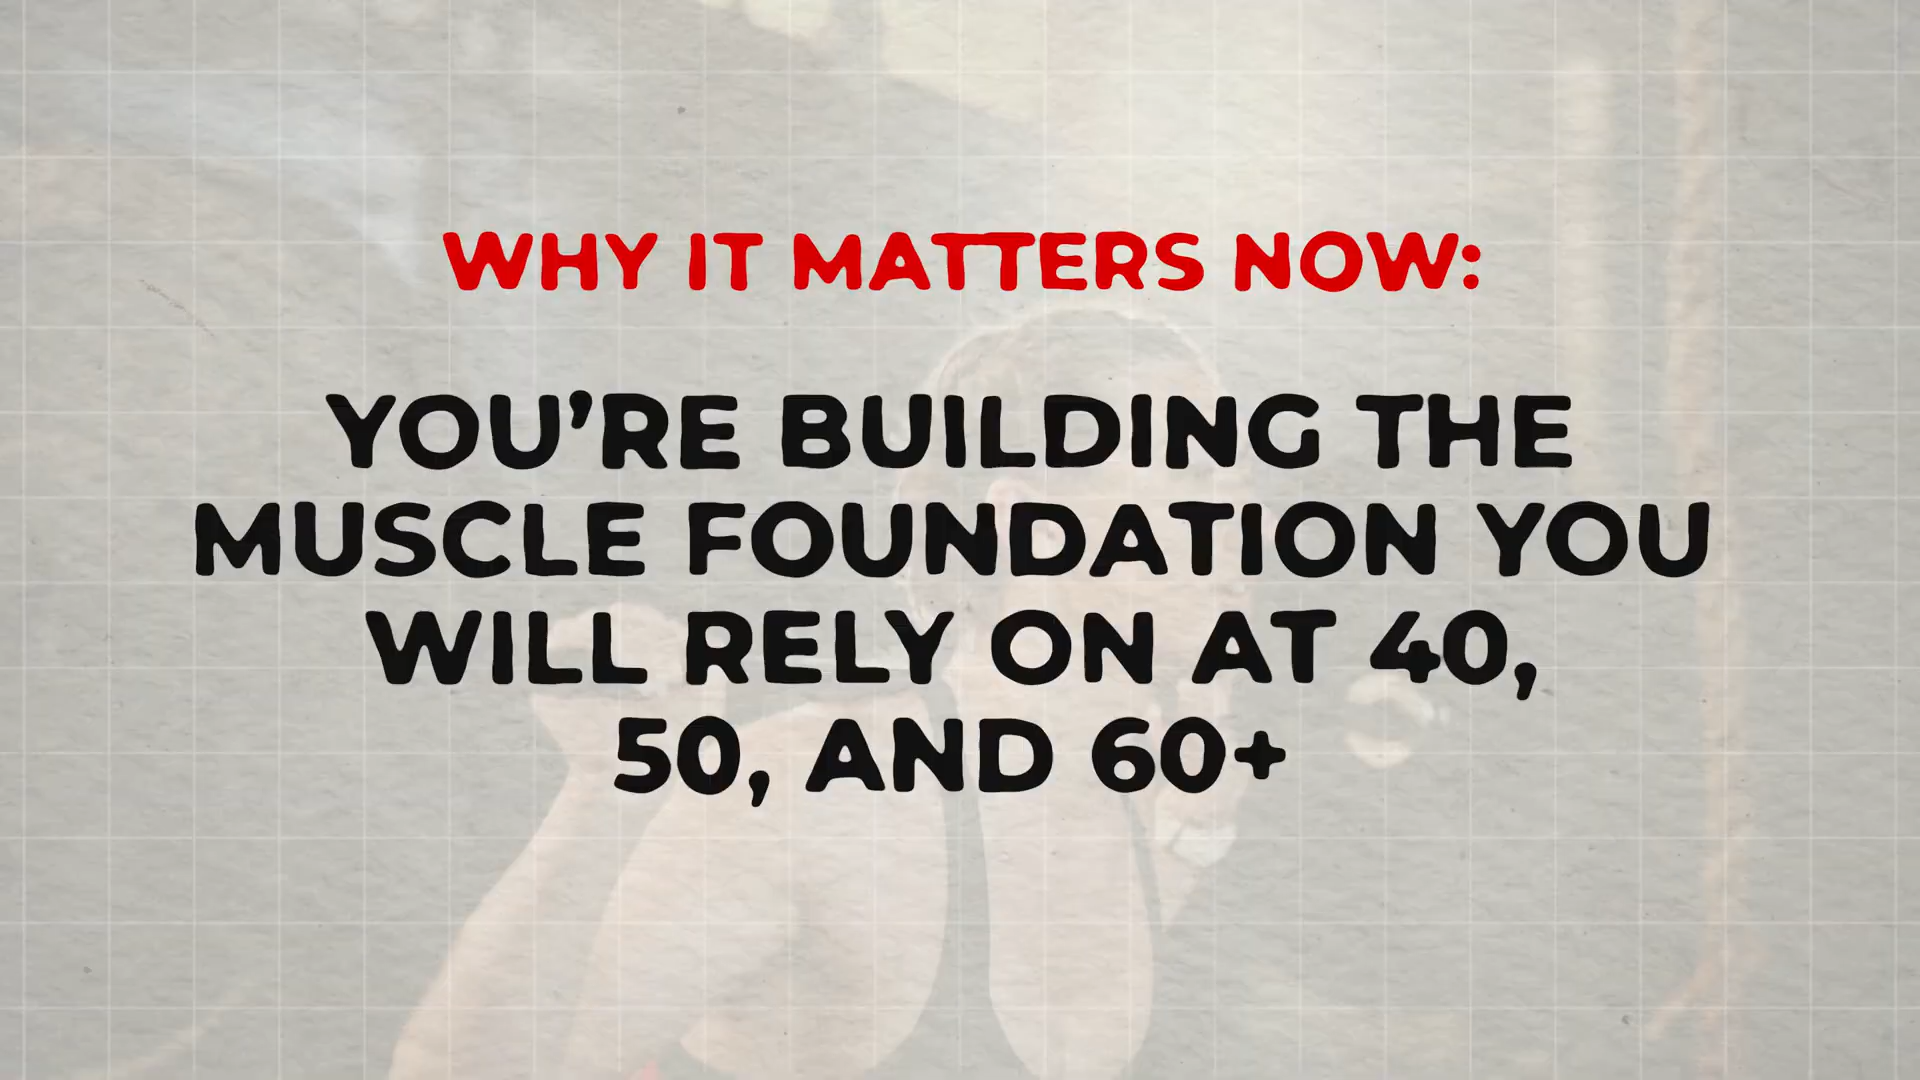 WHY IT MATTERS NOW:
YOU’RE BUILDING THE
MUSCLE FOUNDATION YOU
WILL RELY ON AT 40,
50, AND 60+